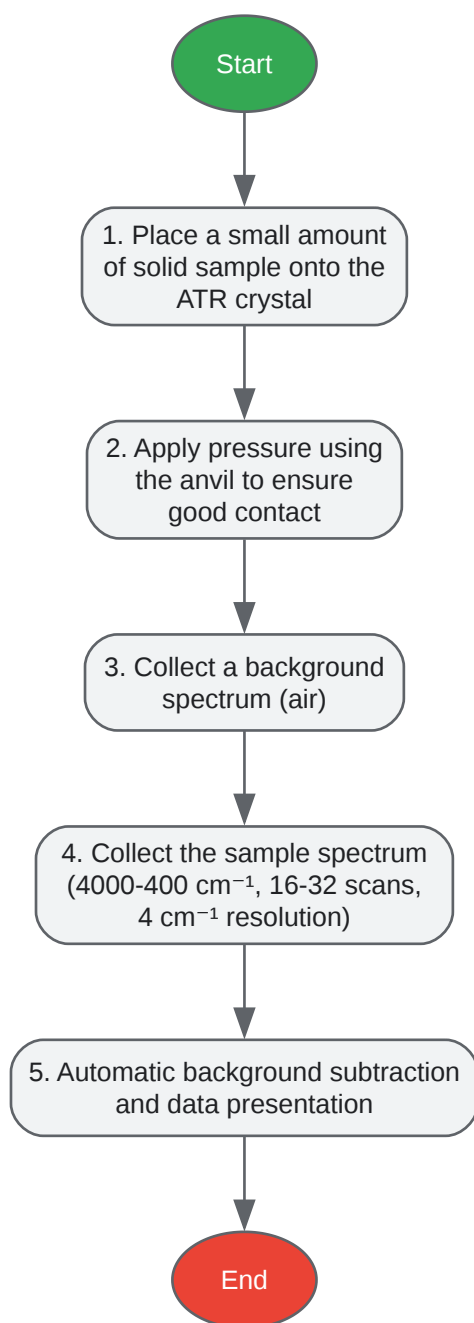 Start
1. Place a small amount
of solid sample onto the
ATR crystal
2. Apply pressure using
the anvil to ensure
good contact
3. Collect a background
spectrum (air)
4. Collect the sample spectrum
(4000-400 cm⁻¹, 16-32 scans,
4 cm⁻¹ resolution)
5. Automatic background subtraction
and data presentation
End